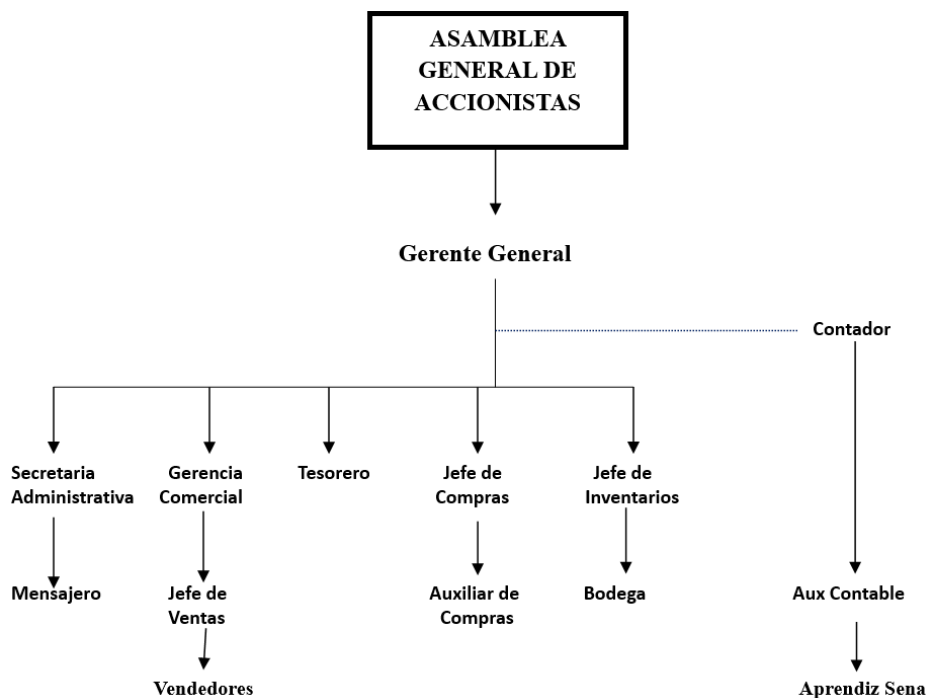 ASAMBLEA
GENERAL DE
ACCIONISTAS
Gerente General
Contador
Secretaria
Administrativa
Gerencia
Comercial
Tesorero
Jefe de
Compras
Jefe de
Inventarios
Mensajero
Jefe de
Ventas
Auxiliar de
Compras
Bodega
Aux Contable
Vendedores
Aprendiz Sena